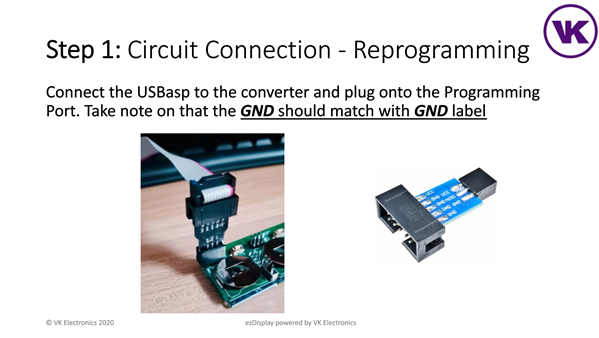 VK
Step 1: Circuit Connection - Reprogramming
Connect the USBasp to the converter and plug onto the Programming
Port. Take note on that the GND should match with GND label
© VK Electronics 2020
ezDisplay powered by VK Electronics